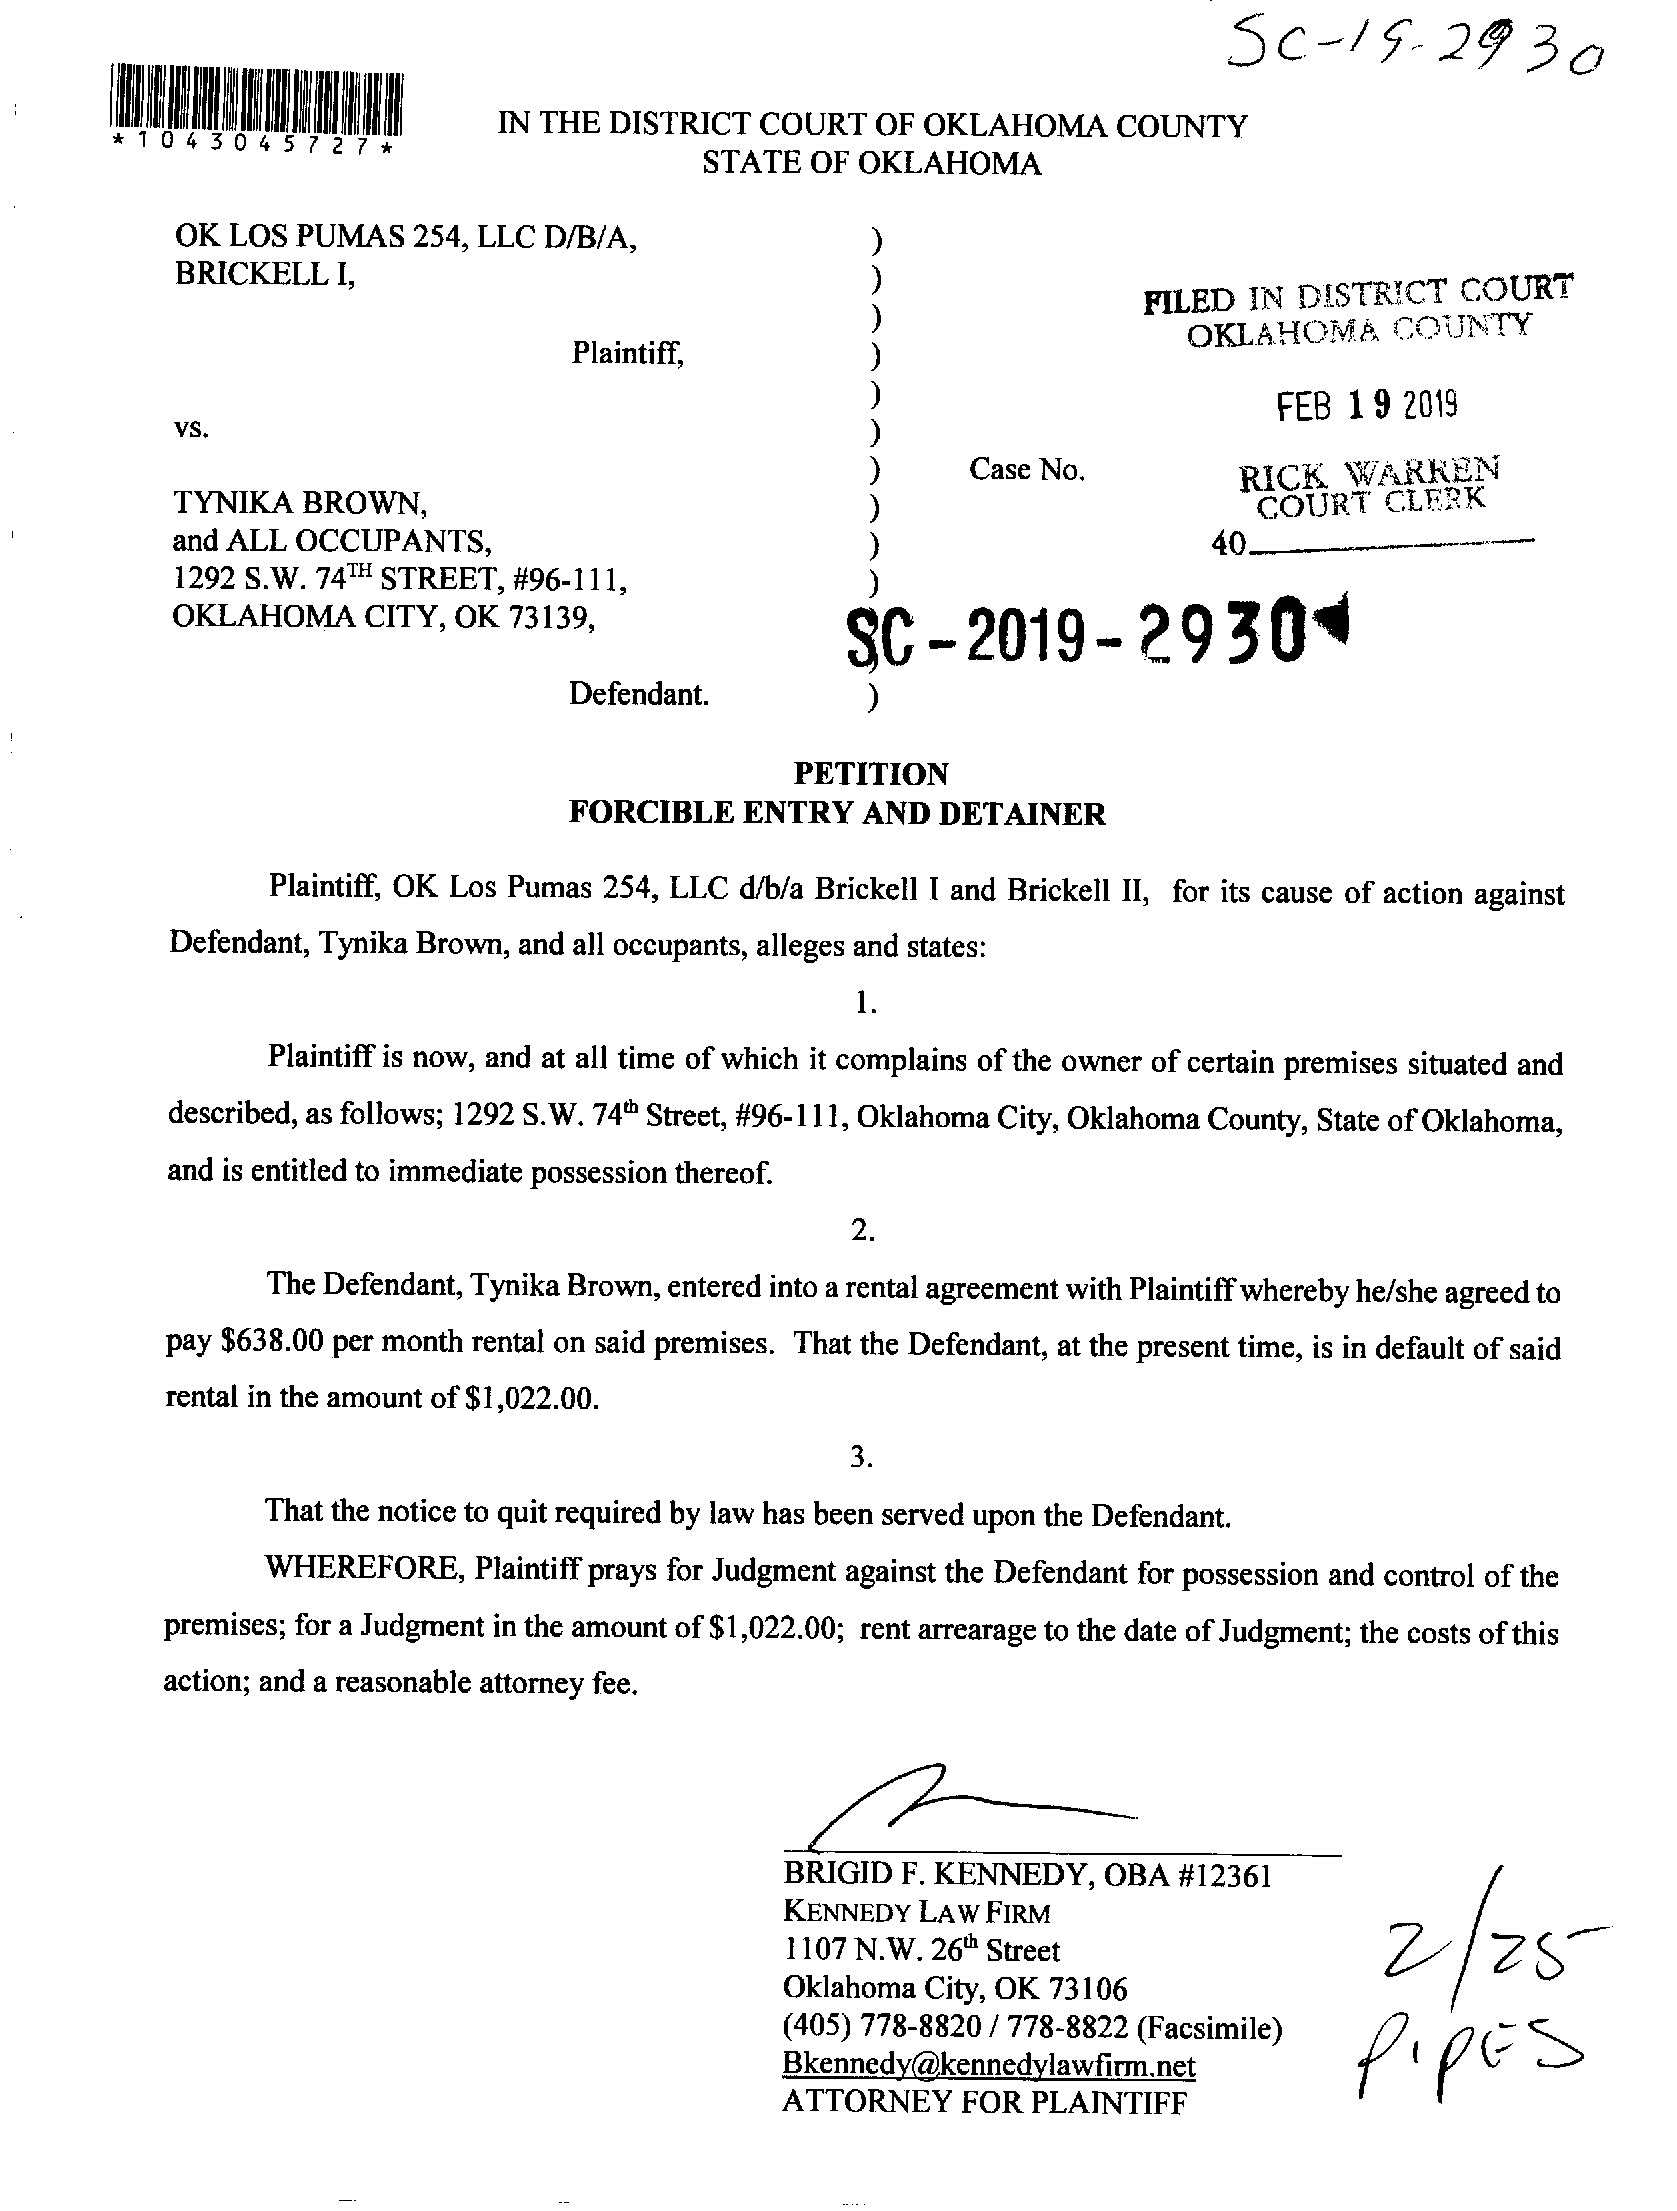 SC-19-2930
*1043045727*
IN THE DISTRICT COURT OF OKLAHOMA COUNTY
STATE OF OKLAHOMA
OK LOS PUMAS 254, LLC D/B/A, )
BRICKELL I, )
)
Plaintiff, )
)
vs. )
) Case No.
TYNIKA BROWN, )
and ALL OCCUPANTS, )
1292 S.W. 74TH STREET, #96-111, )
OKLAHOMA CITY, OK 73139, )
Defendant. )
FILED IN DISTRICT COURT
OKLAHOMA COUNTY
FEB 19 2019
RICK WARREN
COURT CLERK
40
SC-2019-2930
PETITION
FORCIBLE ENTRY AND DETAINER
Plaintiff, OK Los Pumas 254, LLC d/b/a Brickell I and Brickell II, for its cause of action against
Defendant, Tynika Brown, and all occupants, alleges and states:
1.
Plaintiff is now, and at all time of which it complains of the owner of certain premises situated and
described, as follows; 1292 S.W. 74th Street, #96-111, Oklahoma City, Oklahoma County, State of Oklahoma,
and is entitled to immediate possession thereof.
2.
The Defendant, Tynika Brown, entered into a rental agreement with Plaintiff whereby he/she agreed to
pay $638.00 per month rental on said premises. That the Defendant, at the present time, is in default of said
rental in the amount of $1,022.00.
3.
That the notice to quit required by law has been served upon the Defendant.
WHEREFORE, Plaintiff prays for Judgment against the Defendant for possession and control of the
premises; for a Judgment in the amount of $1,022.00; rent arrearage to the date of Judgment; the costs of this
action; and a reasonable attorney fee.
BRIGID F. KENNEDY, OBA #12361
KENNEDY LAW FIRM
1107 N.W. 26th Street
Oklahoma City, OK 73106
(405) 778-8820 / 778-8822 (Facsimile)
Bkennedy@kennedylawfirm.net
ATTORNEY FOR PLAINTIFF
2/25
PIPES